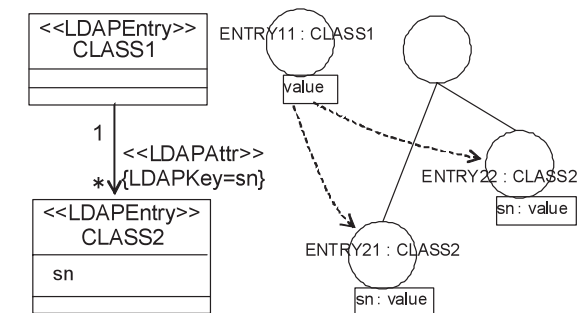 <<LDAPEntry>>
CLASS1
1
<<LDAPAttr>>
* {LDAPKey=sn}
<<LDAPEntry>>
CLASS2
sn
ENTRY11 : CLASS1
value
ENTRY22 : CLASS2
sn : value
ENTRY21 : CLASS2
sn : value